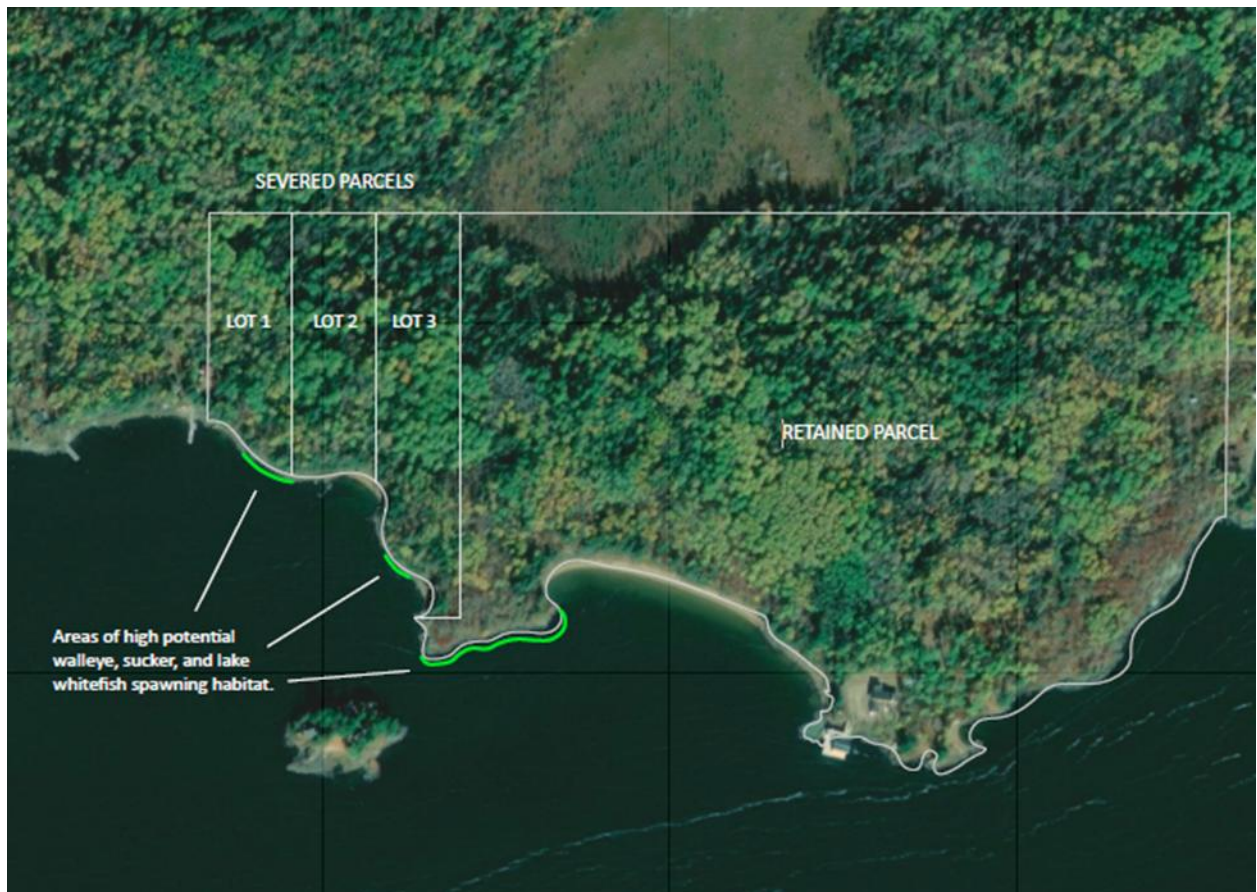 SEVERED PARCELS
LOT 1
LOT 2
LOT 3
RETAINED PARCEL
Areas of high potential
walleye, sucker, and lake
whitefish spawning habitat.